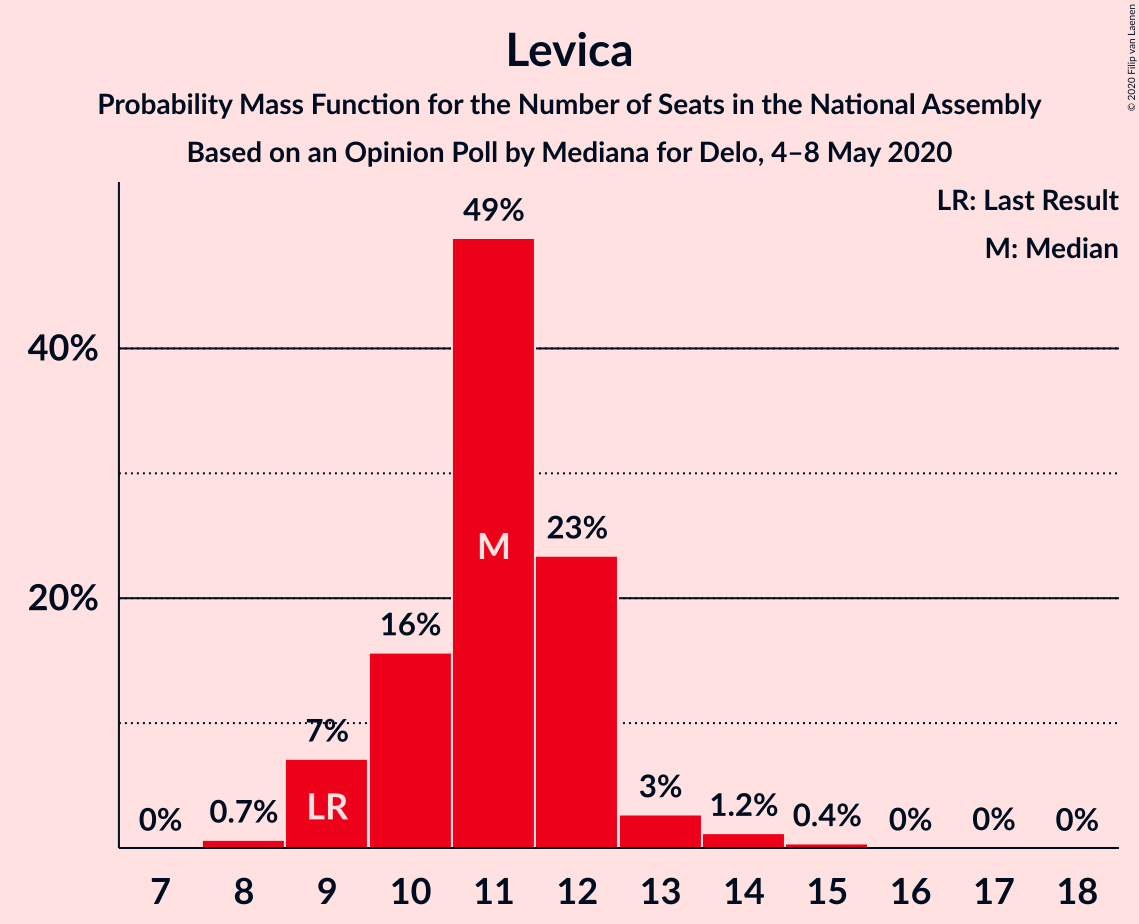 Levica
Probability Mass Function for the Number of Seats in the National Assembly
Based on an Opinion Poll by Mediana for Delo, 4–8 May 2020
© 2020 Filip van Laenen
LR: Last Result
M: Median
40%
20%
0%
0.7%
7%
16%
49%
23%
3%
1.2%
0.4%
0%
0%
0%
LR
M
7 8 9 10 11 12 13 14 15 16 17 18